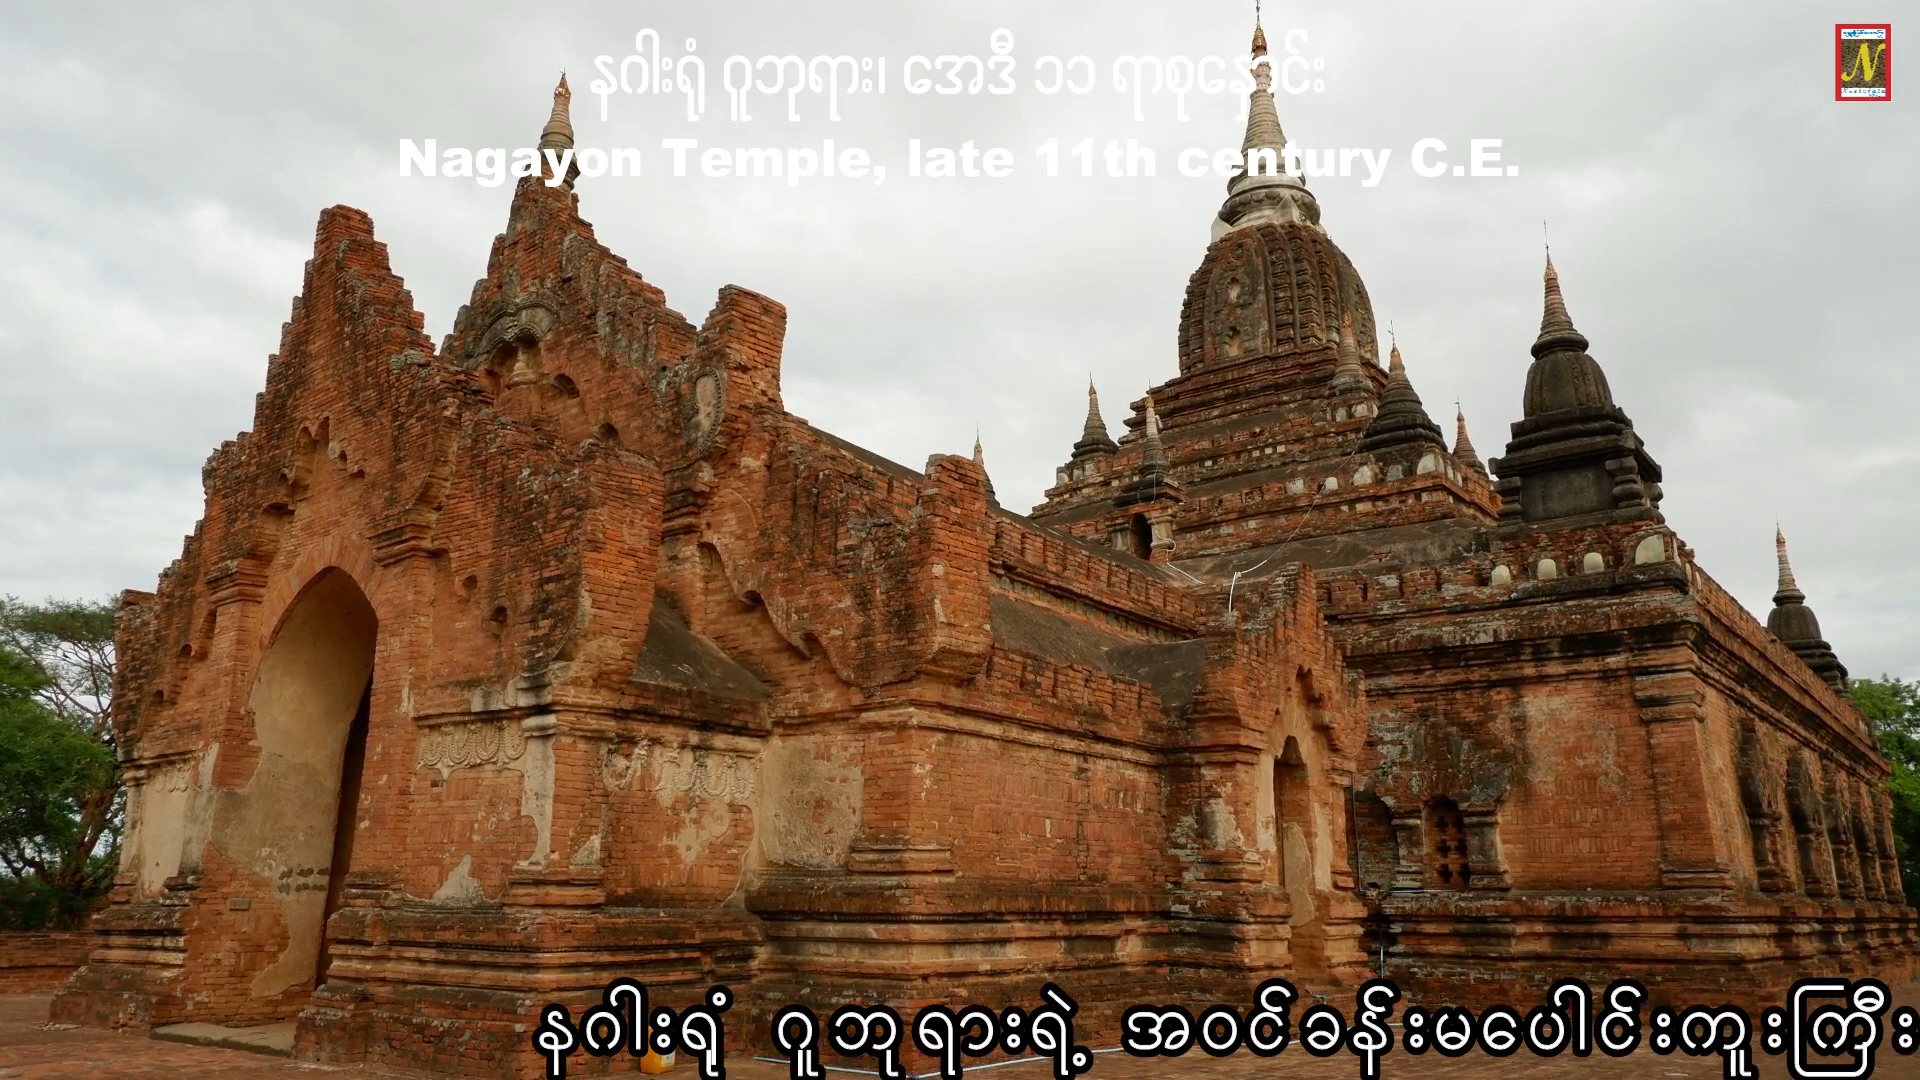 နဂါးရုံ ဂူဘုရား၊ အေဒီ ၁၁ ရာစုနှောင်း
Nagayon Temple, late 11th century C.E.
N
နဂါးရုံ ဂူဘုရားရဲ့ အဝင်ခန်းမပေါင်းကူးကြီး